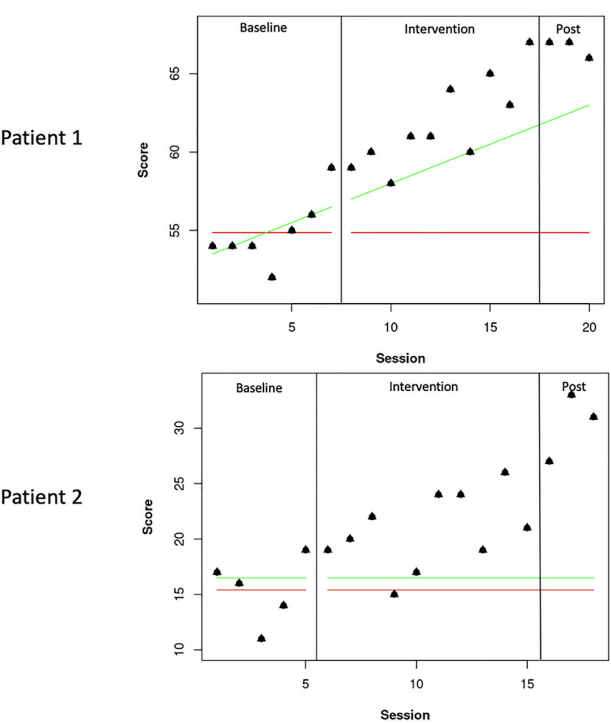 Baseline
Intervention
Post
Patient 1
Score
65
60
55
5
10
15
20
Session
Baseline
Intervention
Post
Patient 2
Score
30
25
20
15
10
5
10
15
Session